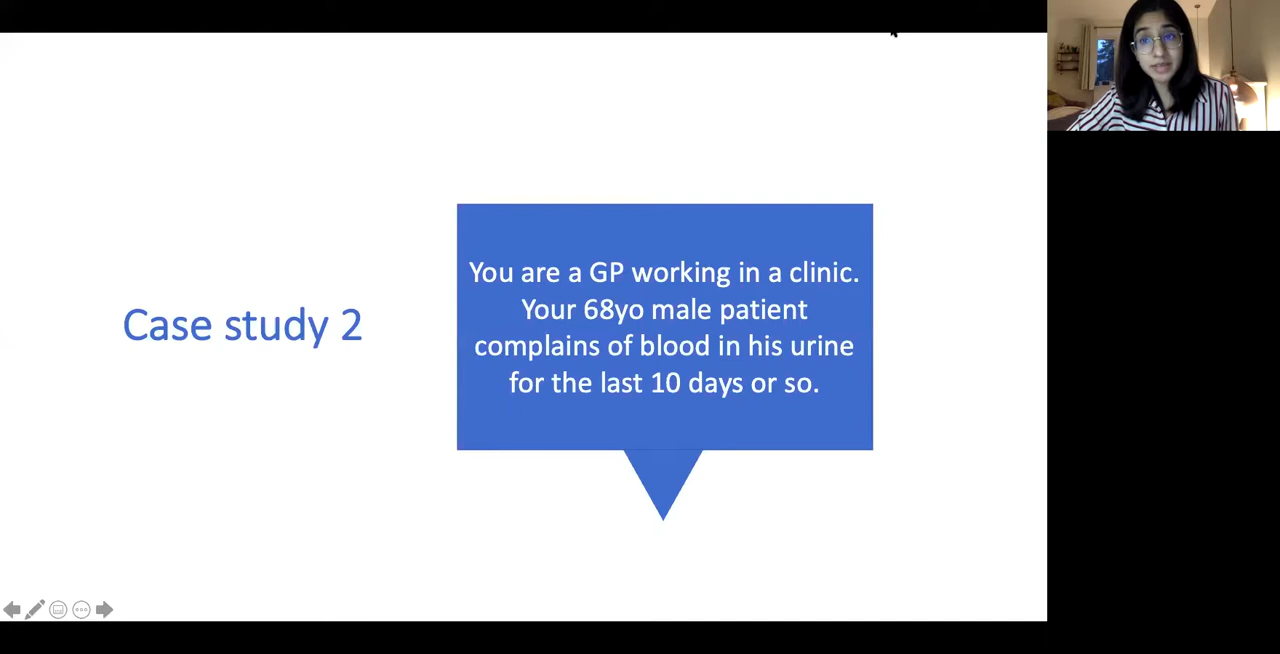 Case study 2
You are a GP working in a clinic.
Your 68yo male patient
complains of blood in his urine
for the last 10 days or so.